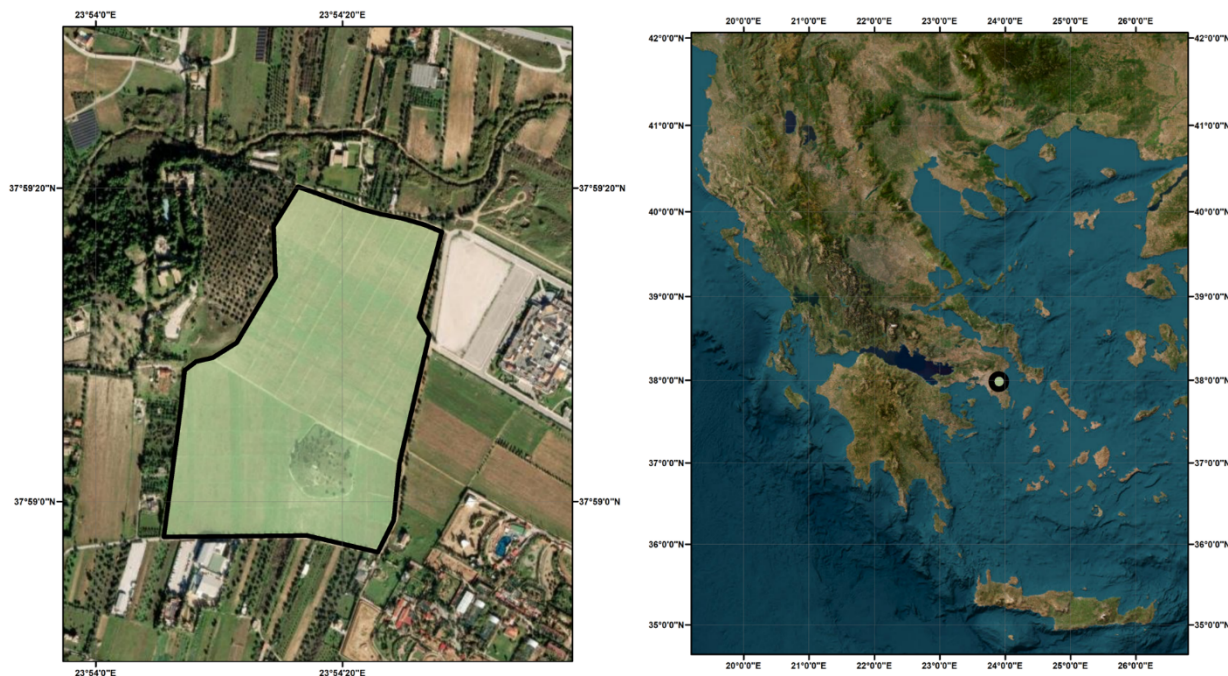 23°54'0"E
23°54'20"E
37°59'20"N
37°59'20"N
37°59'0"N
37°59'0"N
23°54'0"E
23°54'20"E
20°0'0"E
21°0'0"E
22°0'0"E
23°0'0"E
24°0'0"E
25°0'0"E
26°0'0"E
42°0'0"N
42°0'0"N
41°0'0"N
41°0'0"N
40°0'0"N
40°0'0"N
39°0'0"N
39°0'0"N
38°0'0"N
38°0'0"N
37°0'0"N
37°0'0"N
36°0'0"N
36°0'0"N
35°0'0"N
35°0'0"N
20°0'0"E
21°0'0"E
22°0'0"E
23°0'0"E
24°0'0"E
25°0'0"E
26°0'0"E